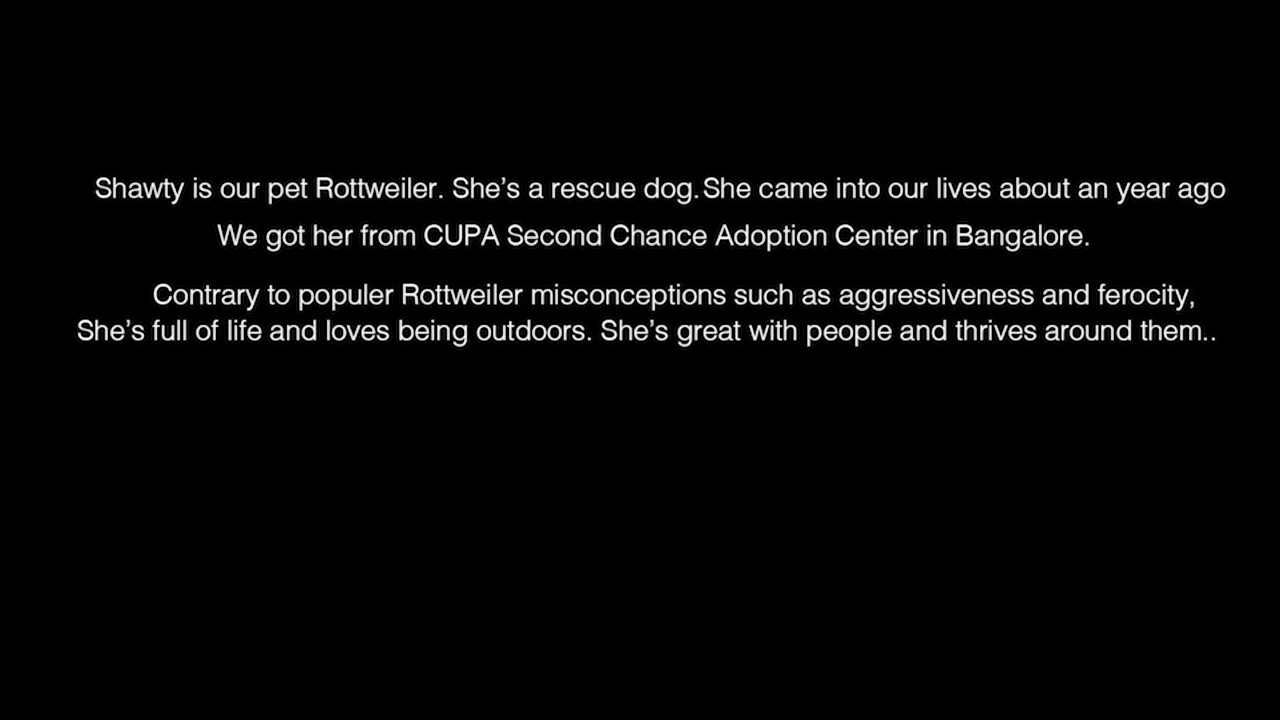 Shawty is our pet Rottweiler. She’s a rescue dog. She came into our lives about an year ago
We got her from CUPA Second Chance Adoption Center in Bangalore.
Contrary to populer Rottweiler misconceptions such as aggressiveness and ferocity,
She’s full of life and loves being outdoors. She’s great with people and thrives around them..